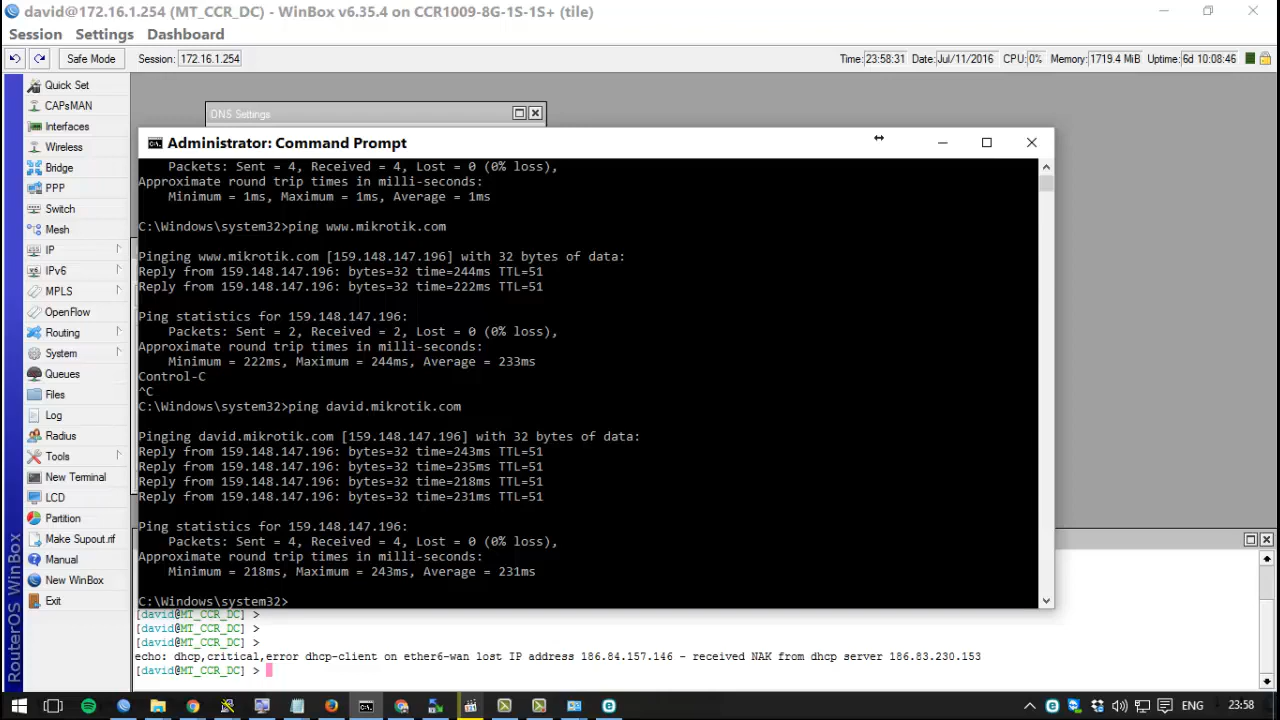 david@172.16.1.254 (MT_CCR_DC) - WinBox v6.35.4 on CCR1009-8G-1S-1S+ (tile)
Session Settings Dashboard
Safe Mode Session: 172.16.1.254 Time: 23:58:31 Date: Jul/11/2016 CPU: 0% Memory: 1719.4 MiB Uptime: 6d 10:08:46
Quick Set
CAPsMAN
Interfaces
Wireless
Bridge
PPP
Switch
Mesh
IP
IPv6
MPLS
OpenFlow
Routing
System
Queues
Files
Log
Radius
Tools
New Terminal
LCD
Partition
Make Supout.rif
Manual
New WinBox
Exit
RouterOS WinBox
DNS Settings
Administrator: Command Prompt
Packets: Sent = 4, Received = 4, Lost = 0 (0% loss),
Approximate round trip times in milli-seconds:
Minimum = 1ms, Maximum = 1ms, Average = 1ms
C:\Windows\system32>ping www.mikrotik.com
Pinging www.mikrotik.com [159.148.147.196] with 32 bytes of data:
Reply from 159.148.147.196: bytes=32 time=244ms TTL=51
Reply from 159.148.147.196: bytes=32 time=222ms TTL=51
Ping statistics for 159.148.147.196:
Packets: Sent = 2, Received = 2, Lost = 0 (0% loss),
Approximate round trip times in milli-seconds:
Minimum = 222ms, Maximum = 244ms, Average = 233ms
Control-C
^C
C:\Windows\system32>ping david.mikrotik.com
Pinging david.mikrotik.com [159.148.147.196] with 32 bytes of data:
Reply from 159.148.147.196: bytes=32 time=243ms TTL=51
Reply from 159.148.147.196: bytes=32 time=235ms TTL=51
Reply from 159.148.147.196: bytes=32 time=218ms TTL=51
Reply from 159.148.147.196: bytes=32 time=231ms TTL=51
Ping statistics for 159.148.147.196:
Packets: Sent = 4, Received = 4, Lost = 0 (0% loss),
Approximate round trip times in milli-seconds:
Minimum = 218ms, Maximum = 243ms, Average = 231ms
C:\Windows\system32>
[david@MT_CCR_DC] >
[david@MT_CCR_DC] >
[david@MT_CCR_DC] >
echo: dhcp,critical,error dhcp-client on ether6-wan lost IP address 186.84.157.146 - received NAK from dhcp server 186.83.230.153
[david@MT_CCR_DC] >
ENG 23:58